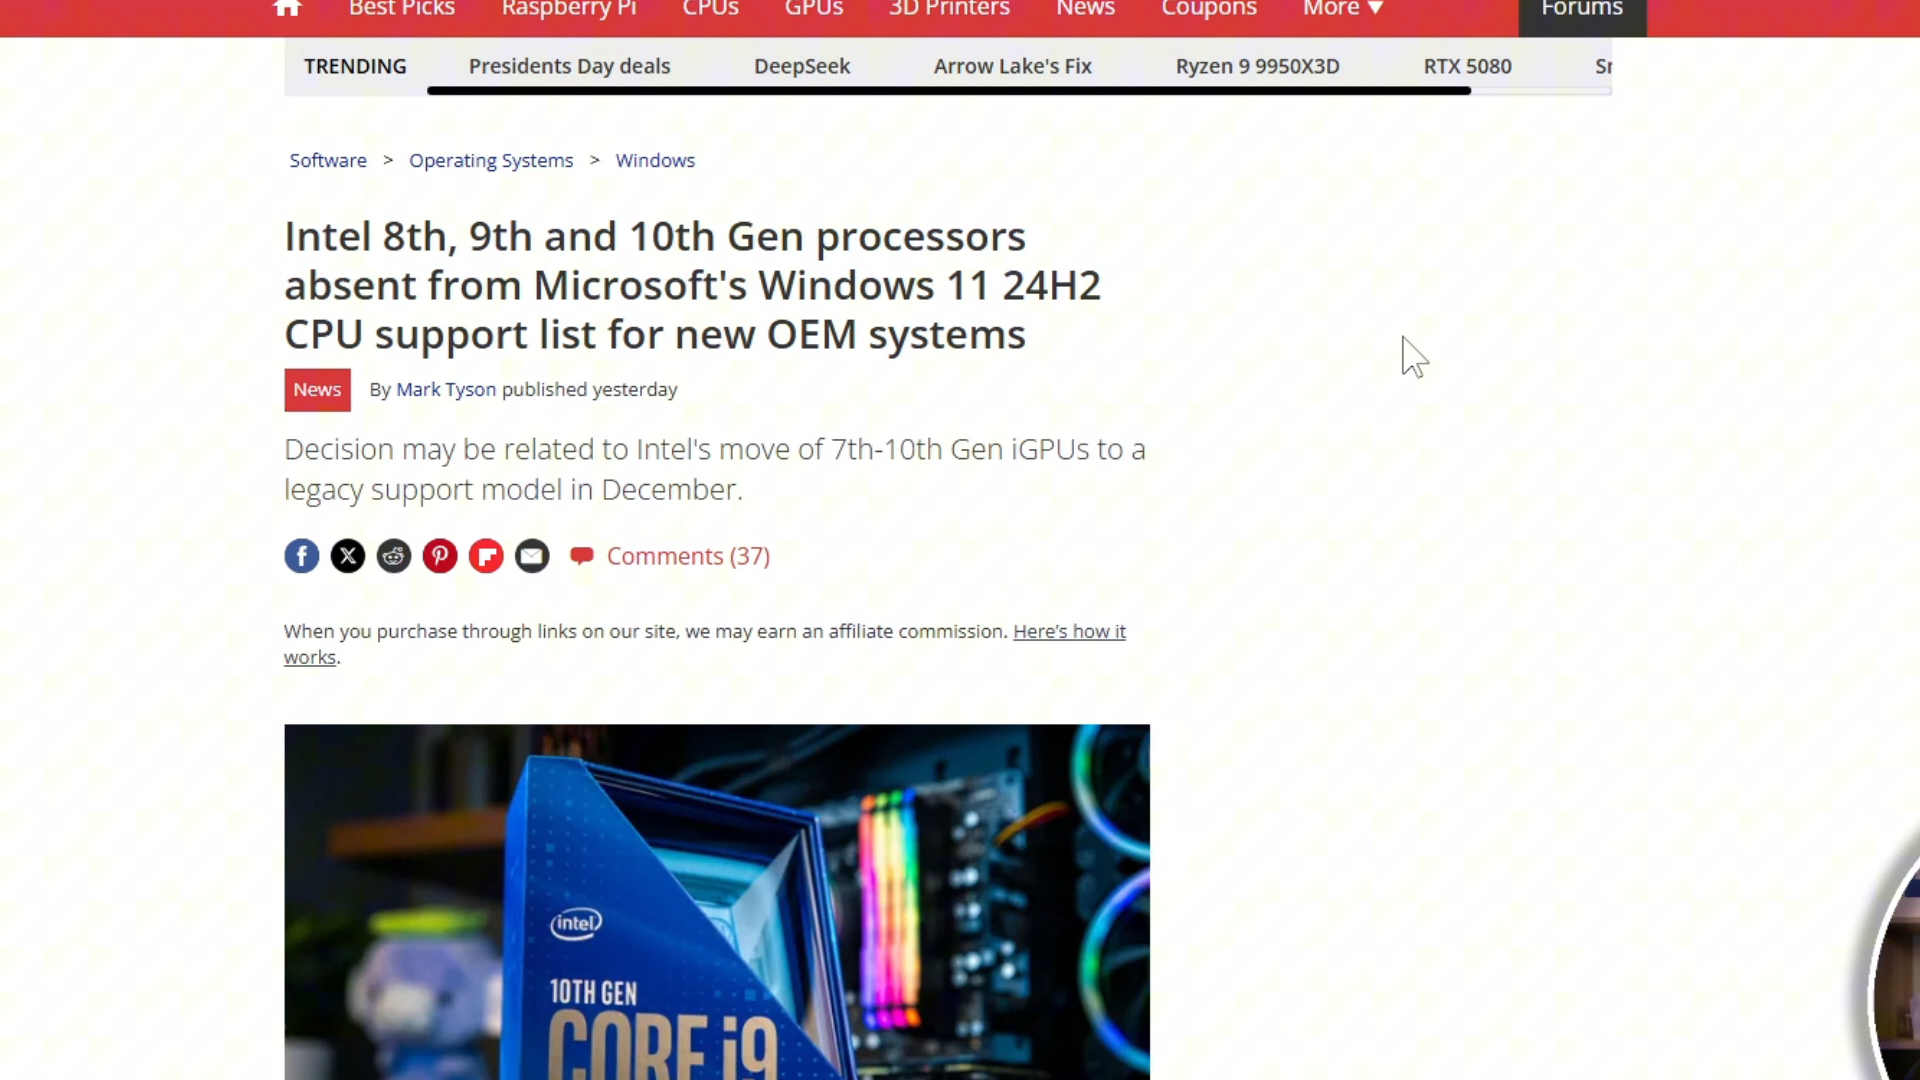 Best Picks Raspberry Pi CPUs GPUs 3D Printers News Coupons More ▼ Forums
TRENDING Presidents Day deals DeepSeek Arrow Lake's Fix Ryzen 9 9950X3D RTX 5080
Software > Operating Systems > Windows
Intel 8th, 9th and 10th Gen processors
absent from Microsoft's Windows 11 24H2
CPU support list for new OEM systems
News By Mark Tyson published yesterday
Decision may be related to Intel's move of 7th-10th Gen iGPUs to a
legacy support model in December.
Comments (37)
When you purchase through links on our site, we may earn an affiliate commission. Here's how it
works.
intel
10TH GEN
CORE i9